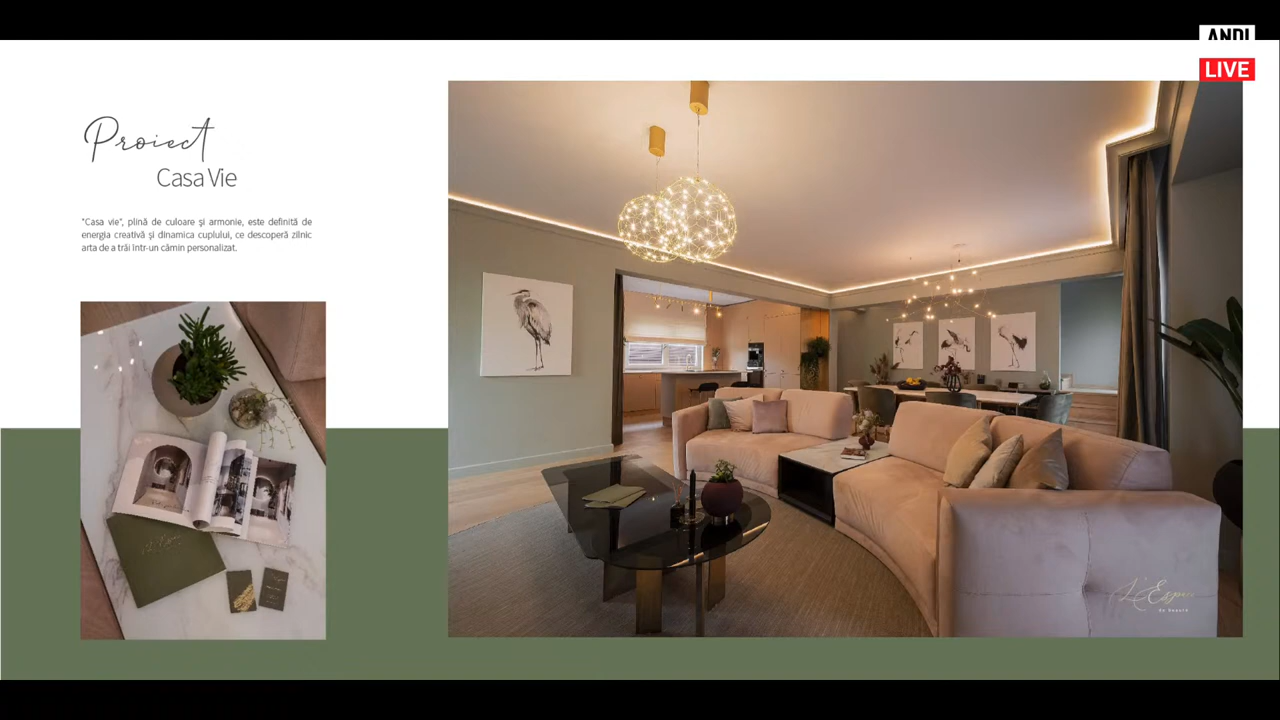 ANDI
LIVE
Proiect
Casa Vie
"Casa vie", plină de culoare și armonie, este definită de
energia creativă și dinamica cuplului, ce descoperă zilnic
arta de a trăi într-un cămin personalizat.